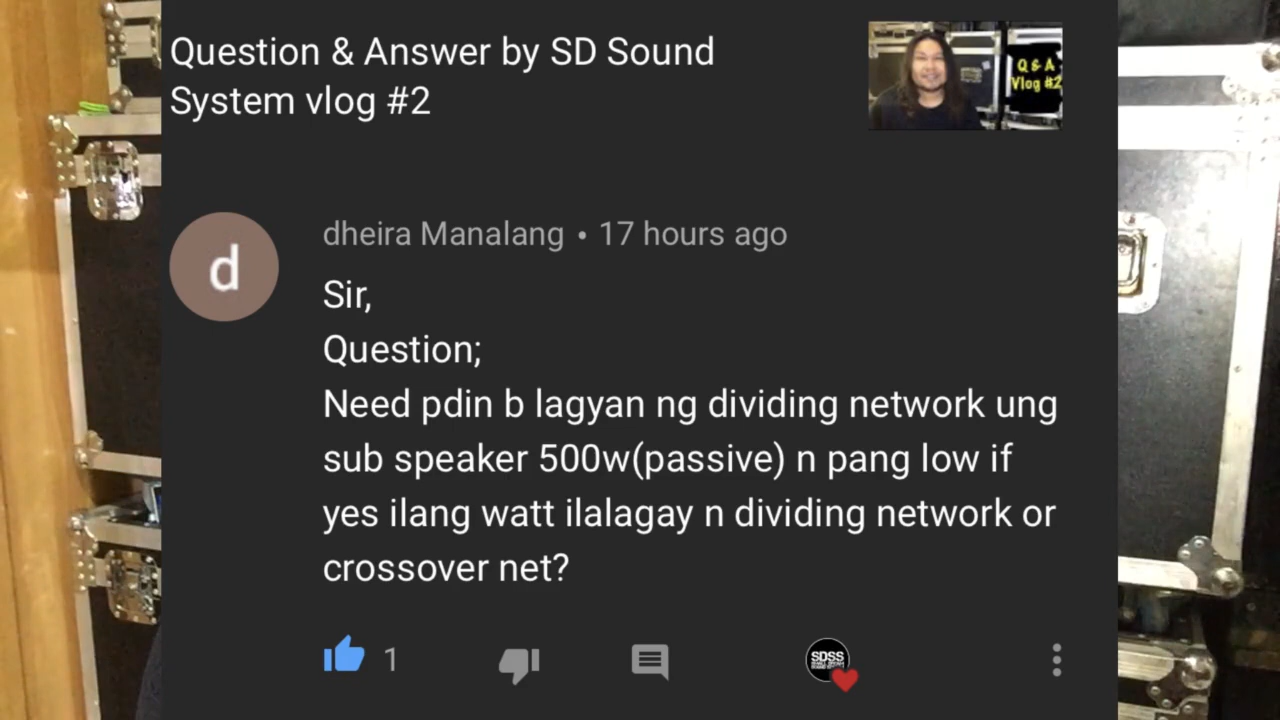 Question & Answer by SD Sound
System vlog #2
Q & A
Vlog #2
d
dheira Manalang • 17 hours ago
Sir,
Question;
Need pdin b lagyan ng dividing network ung
sub speaker 500w(passive) n pang low if
yes ilang watt ilalagay n dividing network or
crossover net?
1
SDSS